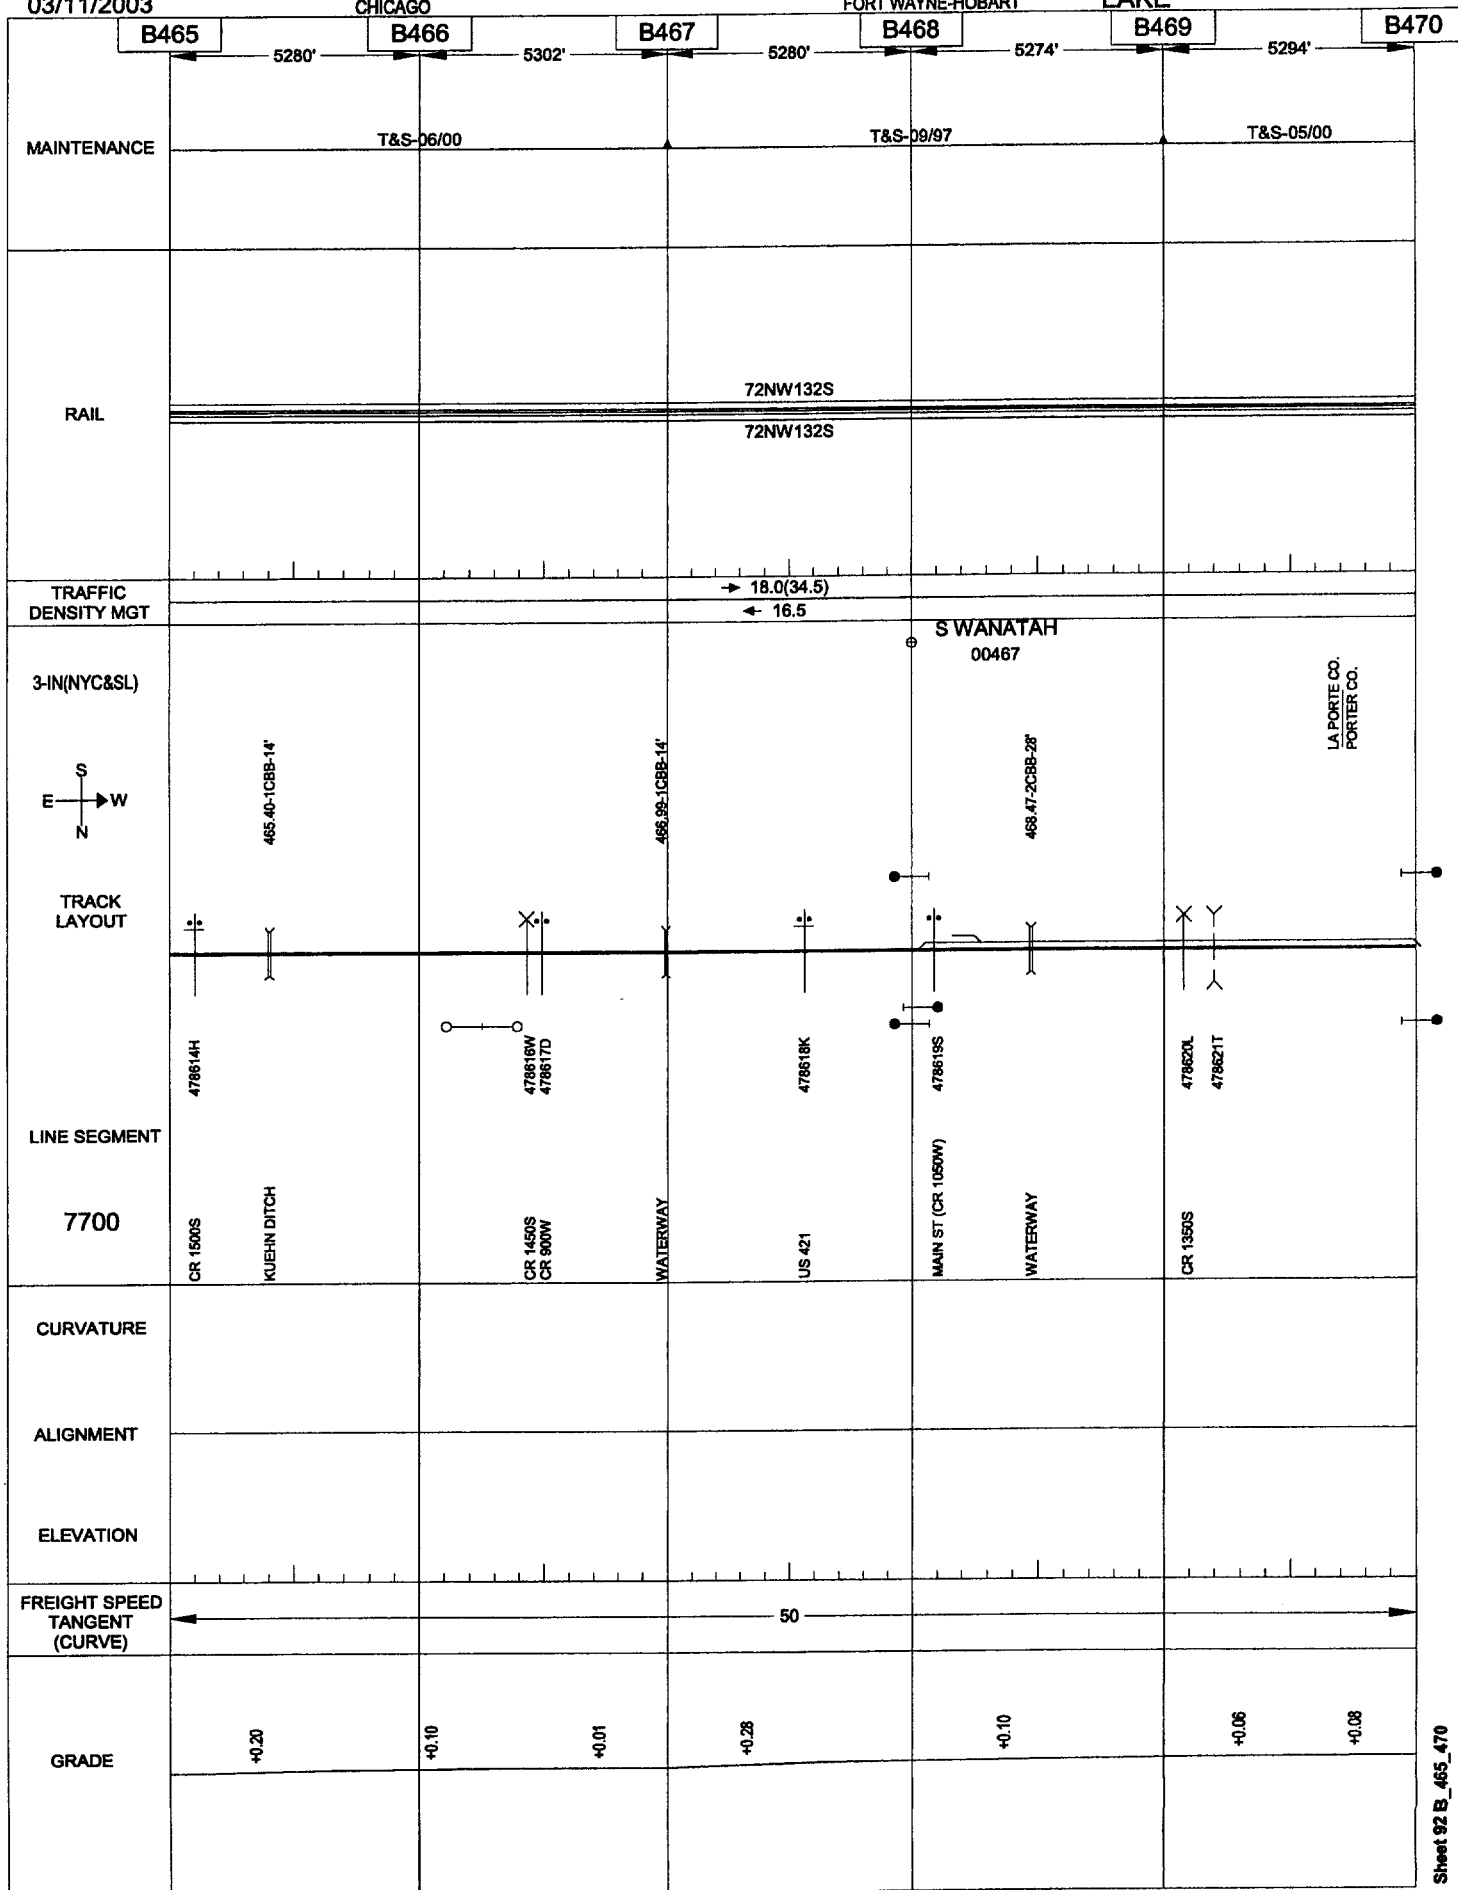 03/11/2003 CHICAGO FORT WAYNE-HOBART LAKE
B465 B466 B467 B468 B469 B470
5280' 5302' 5280' 5274' 5294'
MAINTENANCE T&S-06/00 T&S-09/97 T&S-05/00
72NW132S
RAIL
72NW132S
TRAFFIC
DENSITY MGT
18.0(34.5)
16.5
S WANATAH
00467
3-IN(NYC&SL)
LA PORTE CO.
PORTER CO.
S
E W
N
465.40-1CBB-14'
466.99-1CBB-14'
468.47-2CBB-28'
TRACK
LAYOUT
478614H
478616W
478617D
478618K
478619S
478620L
478621T
LINE SEGMENT
7700
CR 1500S
KUEHN DITCH
CR 1450S
CR 900W
WATERWAY
US 421
MAIN ST (CR 1050W)
WATERWAY
CR 1350S
CURVATURE
ALIGNMENT
ELEVATION
FREIGHT SPEED
TANGENT
(CURVE)
50
GRADE
+0.20
+0.10
+0.01
+0.28
+0.10
+0.06
+0.08
Sheet 92 B_465_470